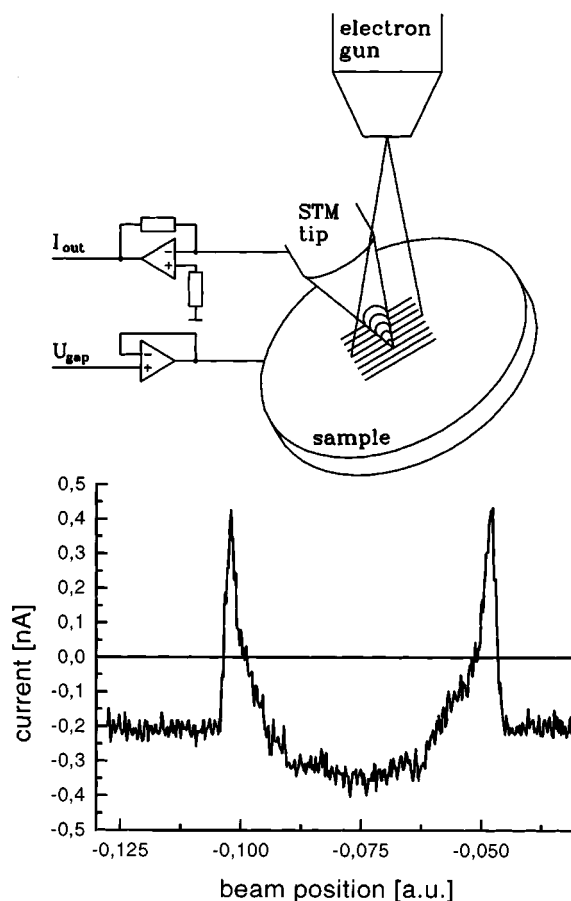 electron
gun
STM
tip
I out
U gap
sample
0,5
0,4
0,3
0,2
0,1
0,0
-0,1
-0,2
-0,3
-0,4
-0,5
current [nA]
-0,125 -0,100 -0,075 -0,050
beam position [a.u.]